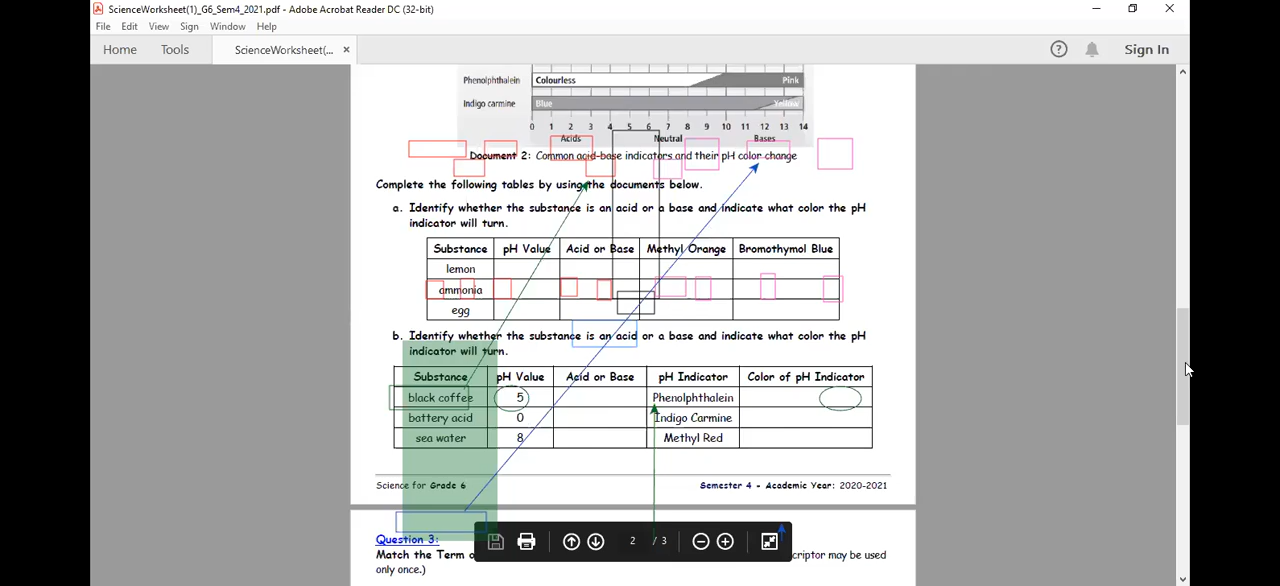 ScienceWorksheet(1)_G6_Sem4_2021.pdf - Adobe Acrobat Reader DC (32-bit)
File Edit View Sign Window Help
Home Tools ScienceWorksheet(... × ? Sign In
Phenolphthalein Colourless Pink
Indigo carmine Blue Yellow
0 1 2 3 4 5 6 7 8 9 10 11 12 13 14
Acids Neutral Bases
Document 2: Common acid-base indicators and their pH color change
Complete the following tables by using the documents below.
a. Identify whether the substance is an acid or a base and indicate what color the pH
indicator will turn.
Substance pH Value Acid or Base Methyl Orange Bromothymol Blue
lemon
ammonia
egg
b. Identify whether the substance is an acid or a base and indicate what color the pH
indicator will turn.
Substance pH Value Acid or Base pH Indicator Color of pH Indicator
black coffee 5 Phenolphthalein
battery acid 0 Indigo Carmine
sea water 8 Methyl Red
Science for Grade 6 Semester 4 - Academic Year: 2020-2021
2 / 3
Question 3:
Match the Term criptor may be used
only once.)